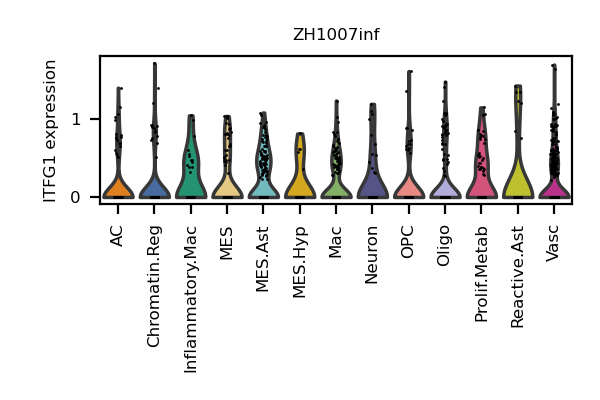 ZH1007inf
ITFG1 expression
1
0
AC
Chromatin.Reg
Inflammatory.Mac
MES
MES.Ast
MES.Hyp
Mac
Neuron
OPC
Oligo
Prolif.Metab
Reactive.Ast
Vasc